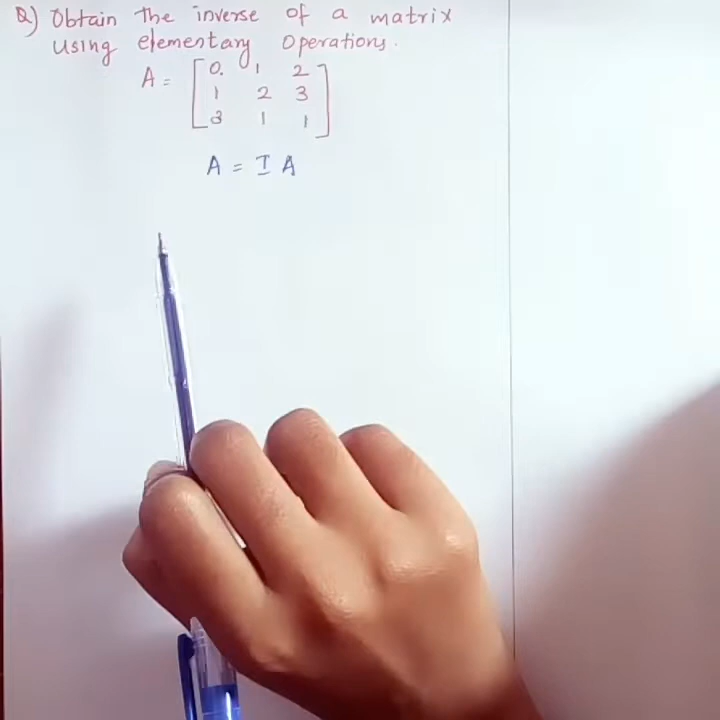 Q) Obtain the inverse of a matrix
using elementary operations.
A = [ 0 1 2
1 2 3
3 1 1 ]
A = I A